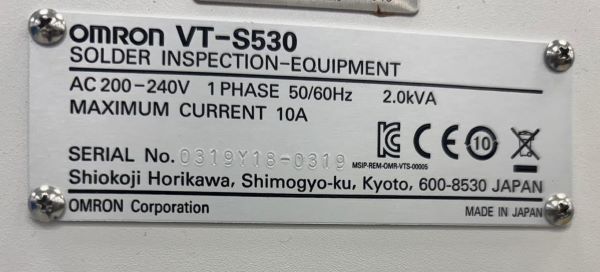 OMRON VT-S530
SOLDER INSPECTION-EQUIPMENT
AC 200-240V 1 PHASE 50/60Hz 2.0kVA
MAXIMUM CURRENT 10A
SERIAL No. 0319Y18-0319
MSIP-REM-OMR-VTS-00005
CE
10
Shiokoji Horikawa, Shimogyo-ku, Kyoto, 600-8530 JAPAN
OMRON Corporation
MADE IN JAPAN